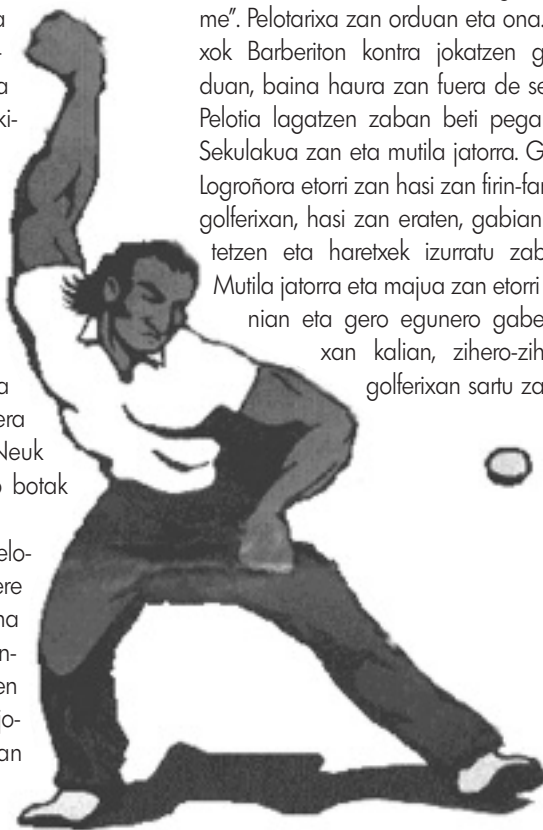 a
-
a
ki-
a
era
Neuk
botak
elo-
ere
na
n-
en
jo-
an
me”. Pelotarixa zan orduan eta ona.
xok Barberiton kontra jokatzen g
duan, baina haura zan fuera de se
Pelotia lagatzen zaban beti pega
Sekulakua zan eta mutila jatorra. G
Logroñora etorri zan hasi zan firin-far
golferixan, hasi zan eraten, gabian
tetzen eta haretxek izurratu zab
Mutila jatorra eta majua zan etorri
nian eta gero egunero gabe
xan kalian, zihero-zih
golferixan sartu za